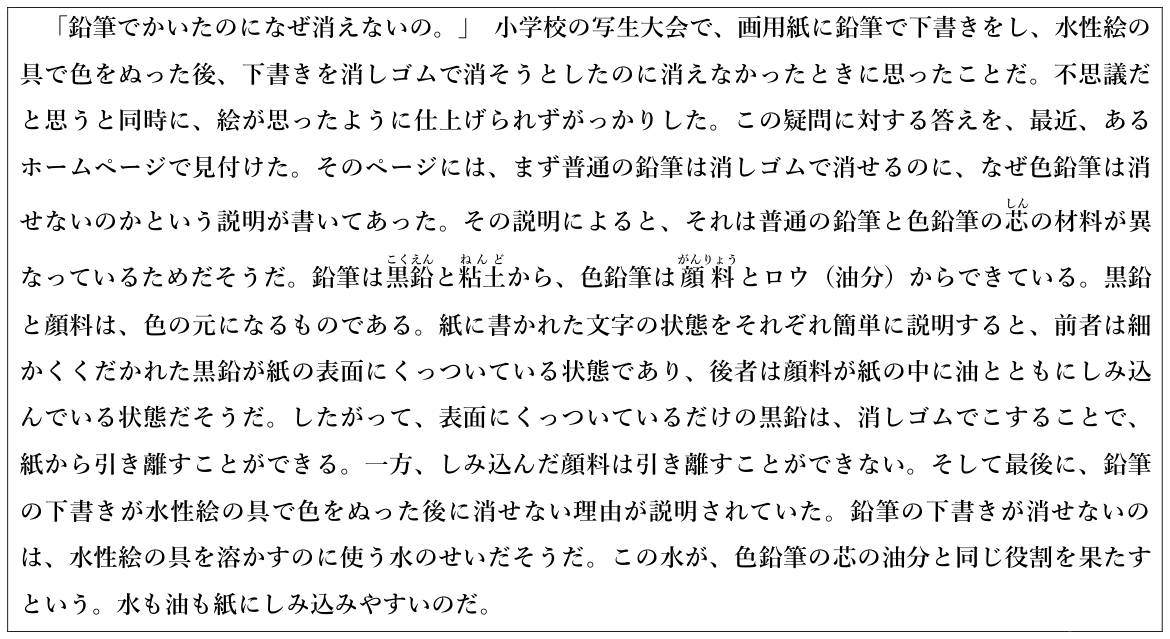 「鉛筆でかいたのになぜ消えないの。」　小学校の写生大会で、画用紙に鉛筆で下書きをし、水性絵の
具で色をぬった後、下書きを消しゴムで消そうとしたのに消えなかったときに思ったことだ。不思議だ
と思うと同時に、絵が思ったように仕上げられずがっかりした。この疑問に対する答えを、最近、ある
ホームページで見付けた。そのページには、まず普通の鉛筆は消しゴムで消せるのに、なぜ色鉛筆は消
しん
せないのかという説明が書いてあった。その説明によると、それは普通の鉛筆と色鉛筆の芯の材料が異
こくえん　ねんど　がんりょう
なっているためだそうだ。鉛筆は黒鉛と粘土から、色鉛筆は顔料とロウ（油分）からできている。黒鉛
と顔料は、色の元になるものである。紙に書かれた文字の状態をそれぞれ簡単に説明すると、前者は細
かくくだかれた黒鉛が紙の表面にくっついている状態であり、後者は顔料が紙の中に油とともにしみ込
んでいる状態だそうだ。したがって、表面にくっついているだけの黒鉛は、消しゴムでこすることで、
紙から引き離すことができる。一方、しみ込んだ顔料は引き離すことができない。そして最後に、鉛筆
の下書きが水性絵の具で色をぬった後に消せない理由が説明されていた。鉛筆の下書きが消せないの
は、水性絵の具を溶かすのに使う水のせいだそうだ。この水が、色鉛筆の芯の油分と同じ役割を果たす
という。水も油も紙にしみ込みやすいのだ。